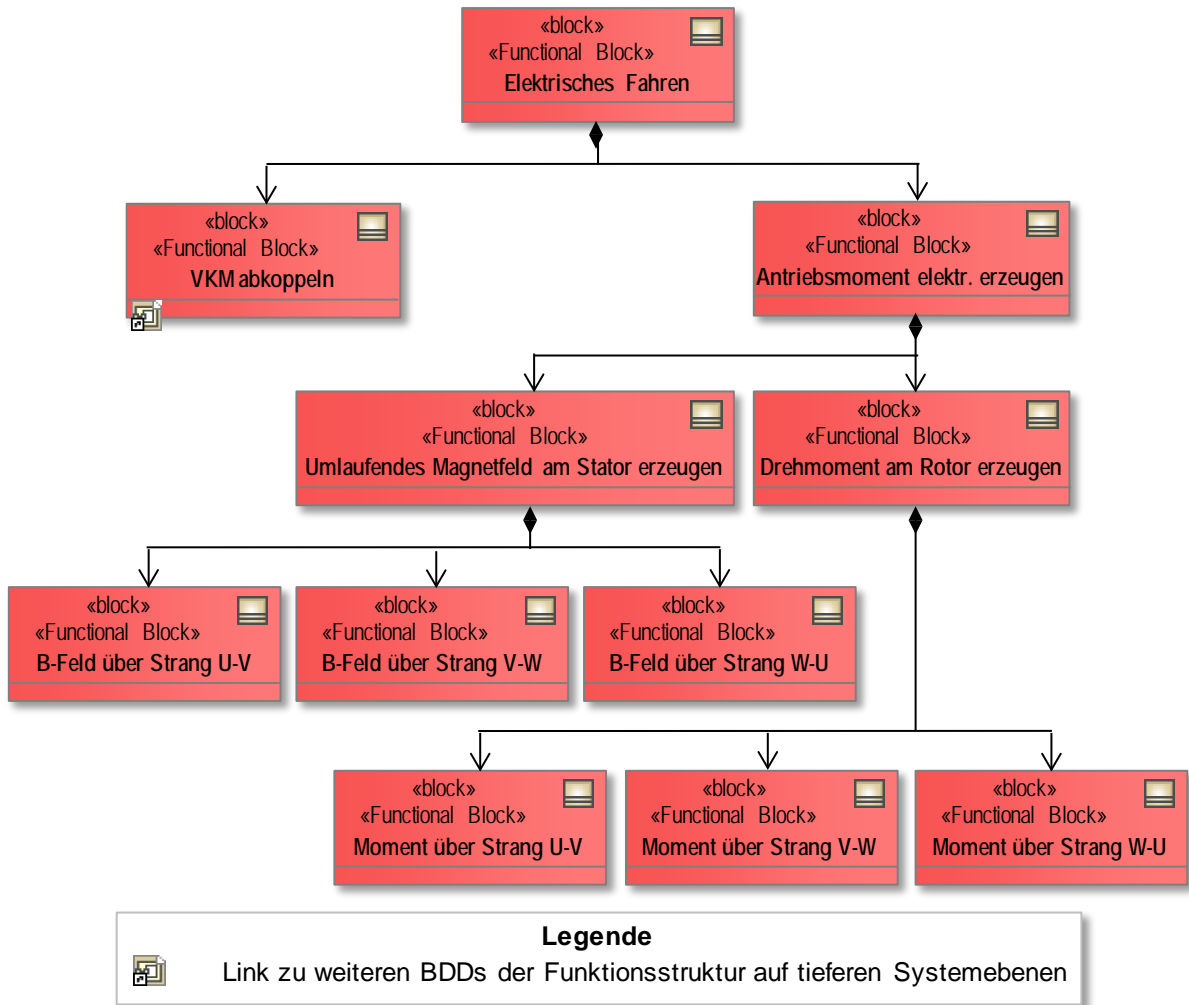 «block»
«Functional Block»
Elektrisches Fahren
«block»
«Functional Block»
VKM abkoppeln
«block»
«Functional Block»
Antriebsmoment elektr. erzeugen
«block»
«Functional Block»
Umlaufendes Magnetfeld am Stator erzeugen
«block»
«Functional Block»
Drehmoment am Rotor erzeugen
«block»
«Functional Block»
B-Feld über Strang U-V
«block»
«Functional Block»
B-Feld über Strang V-W
«block»
«Functional Block»
B-Feld über Strang W-U
«block»
«Functional Block»
Moment über Strang U-V
«block»
«Functional Block»
Moment über Strang V-W
«block»
«Functional Block»
Moment über Strang W-U
Legende
Link zu weiteren BDDs der Funktionsstruktur auf tieferen Systemebenen